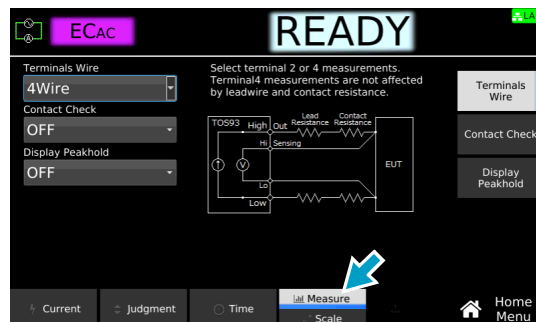 EC AC
READY
LA
Terminals Wire
4Wire
Contact Check
OFF
Display Peakhold
OFF
Select terminal 2 or 4 measurements.
Terminal4 measurements are not affected
by leadwire and contact resistance.
TOS93
High
Out
Lead
Resistance
Contact
Resistance
Hi
Sensing
V
EUT
Lo
Low
Terminals
Wire
Contact Check
Display
Peakhold
Current
Judgment
Time
Measure
Scale
Home
Menu
A